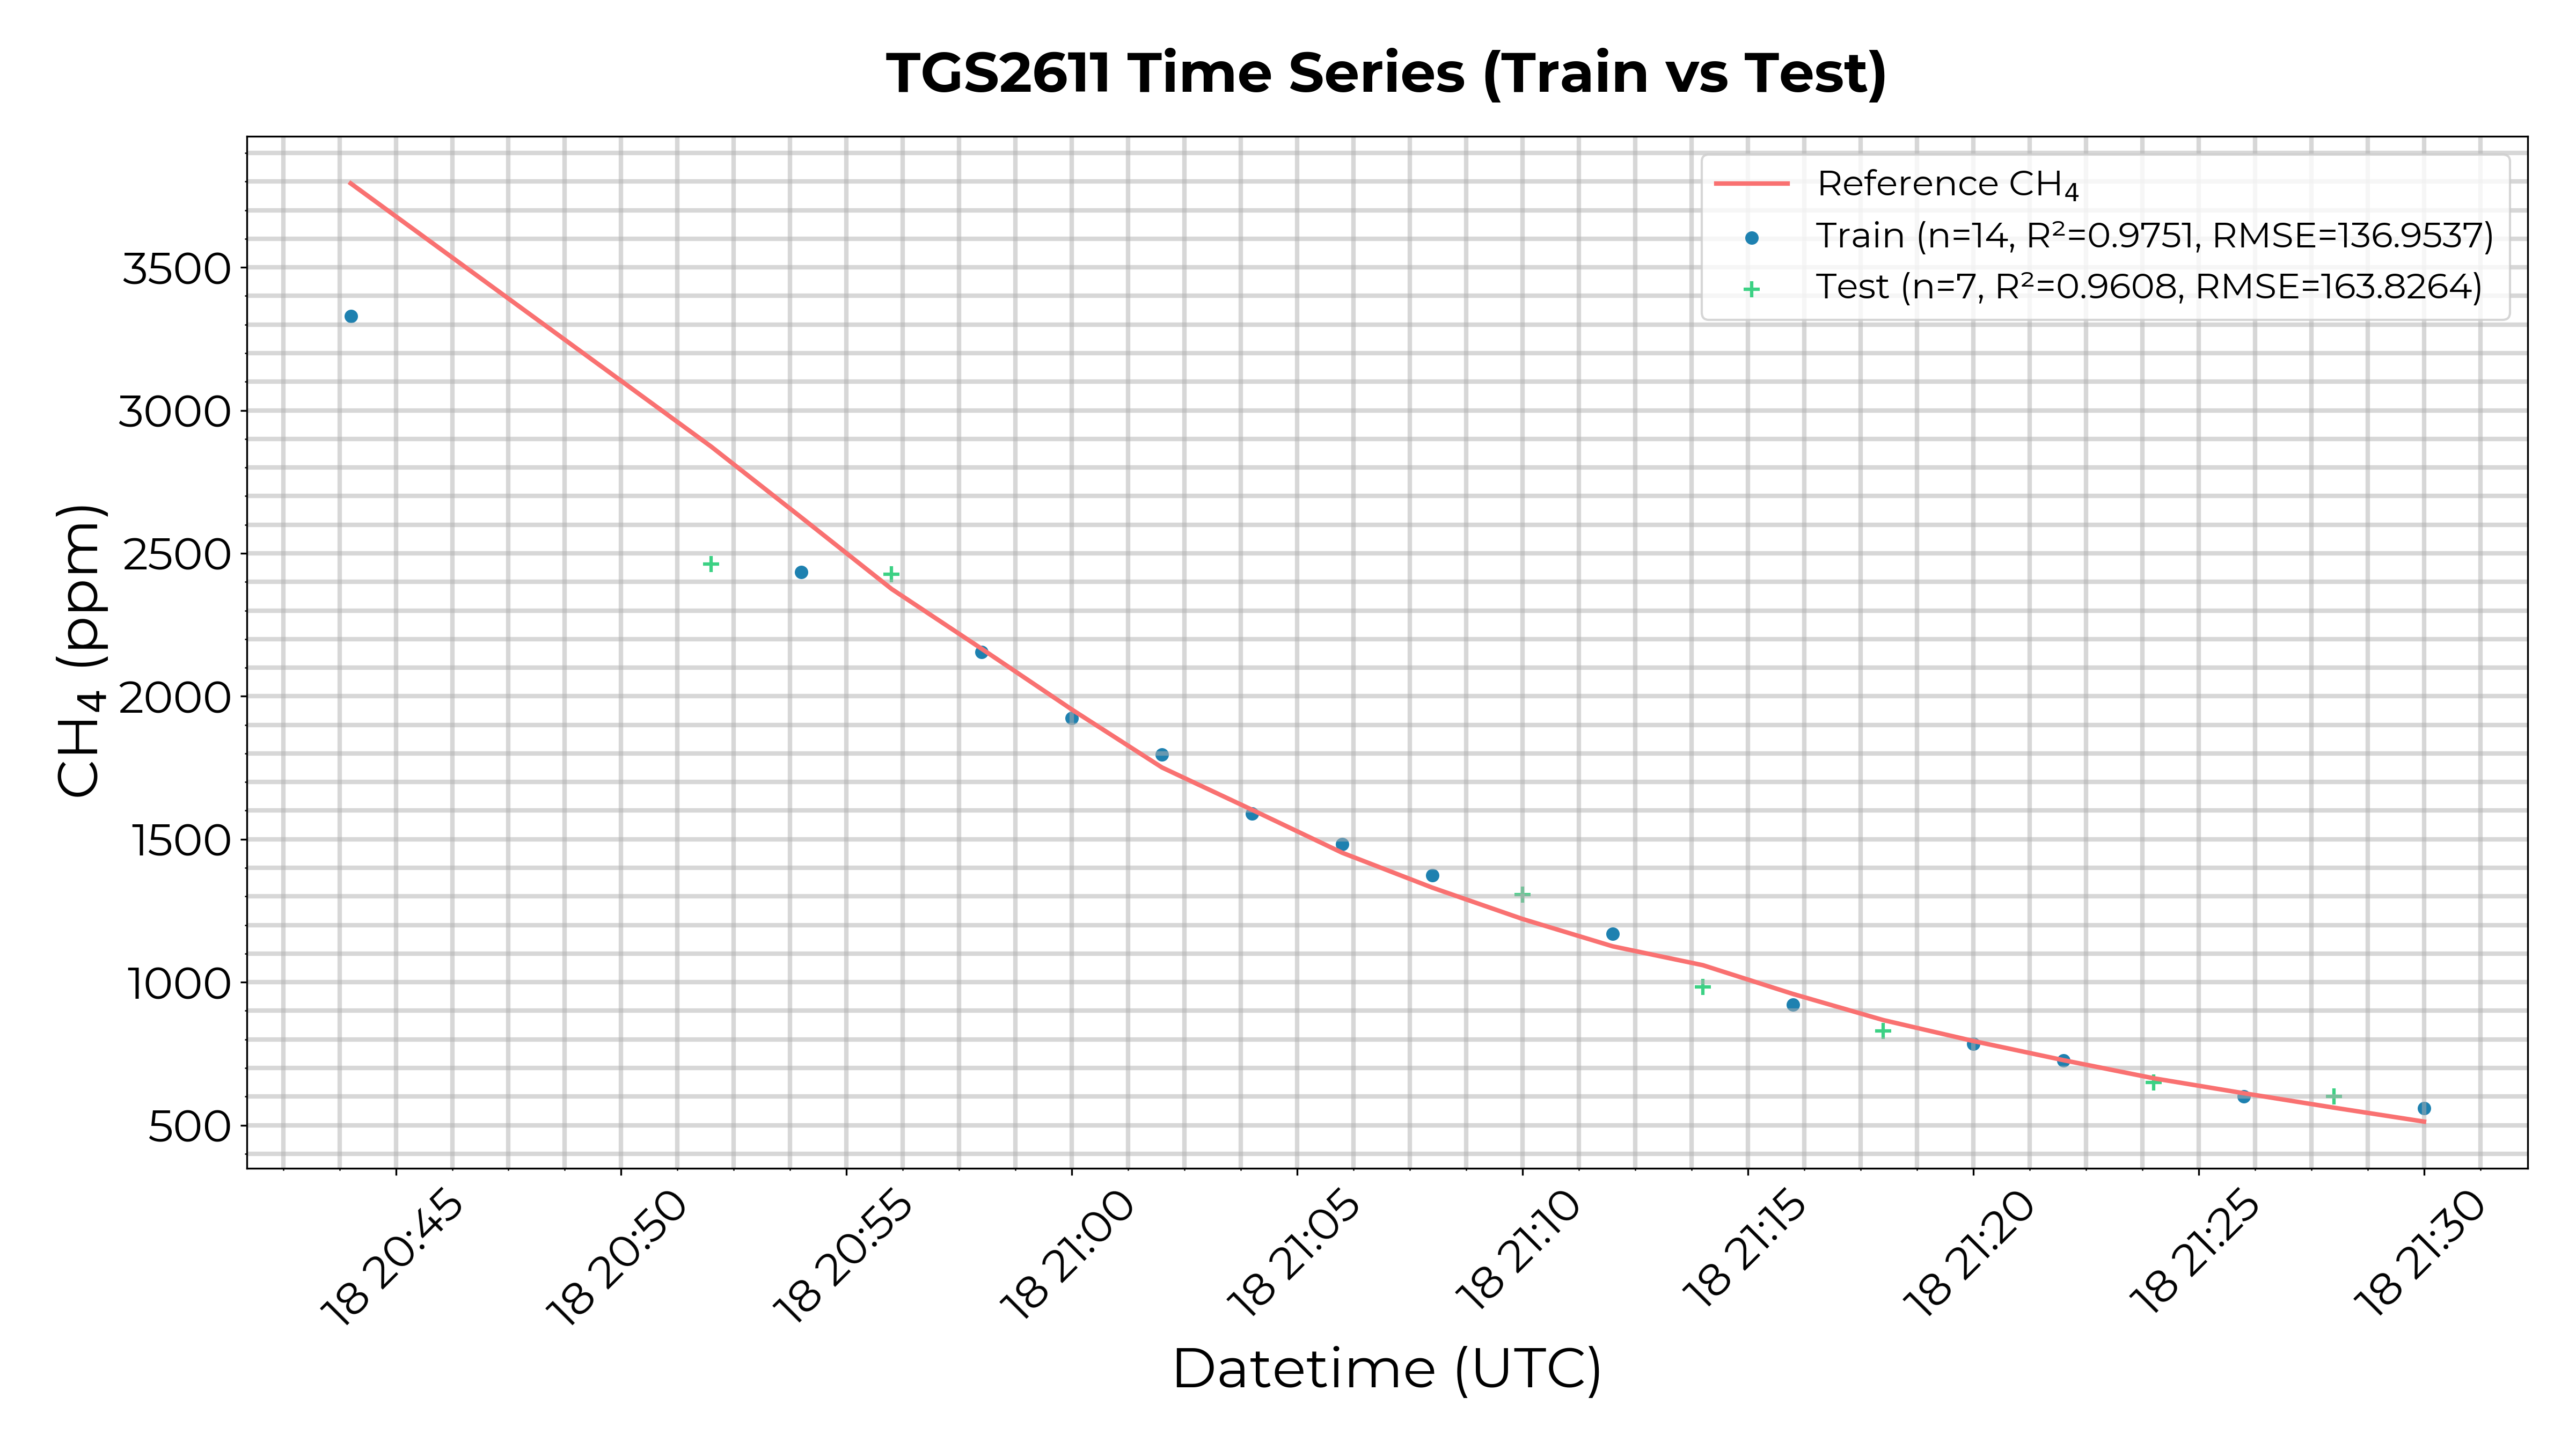 TGS2611 Time Series (Train vs Test)
Reference CH₄
Train (n=14, R²=0.9751, RMSE=136.9537)
Test (n=7, R²=0.9608, RMSE=163.8264)
CH₄ (ppm)
3500
3000
2500
2000
1500
1000
500
18 20:45
18 20:50
18 20:55
18 21:00
18 21:05
18 21:10
18 21:15
18 21:20
18 21:25
18 21:30
Datetime (UTC)